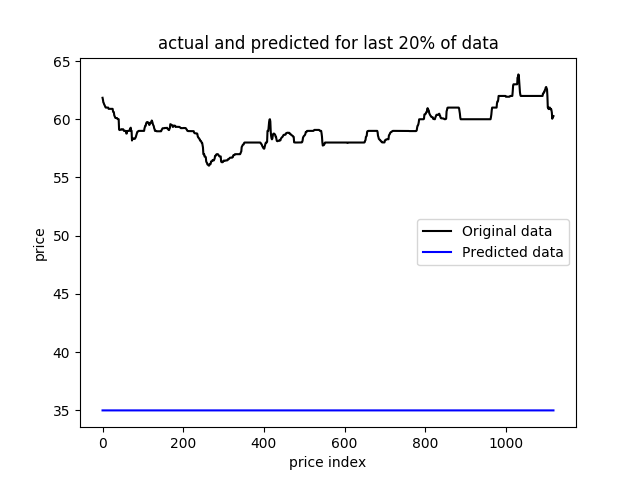 actual and predicted for last 20% of data
65
60
55
50
45
40
35
price
Original data
Predicted data
0 200 400 600 800 1000
price index